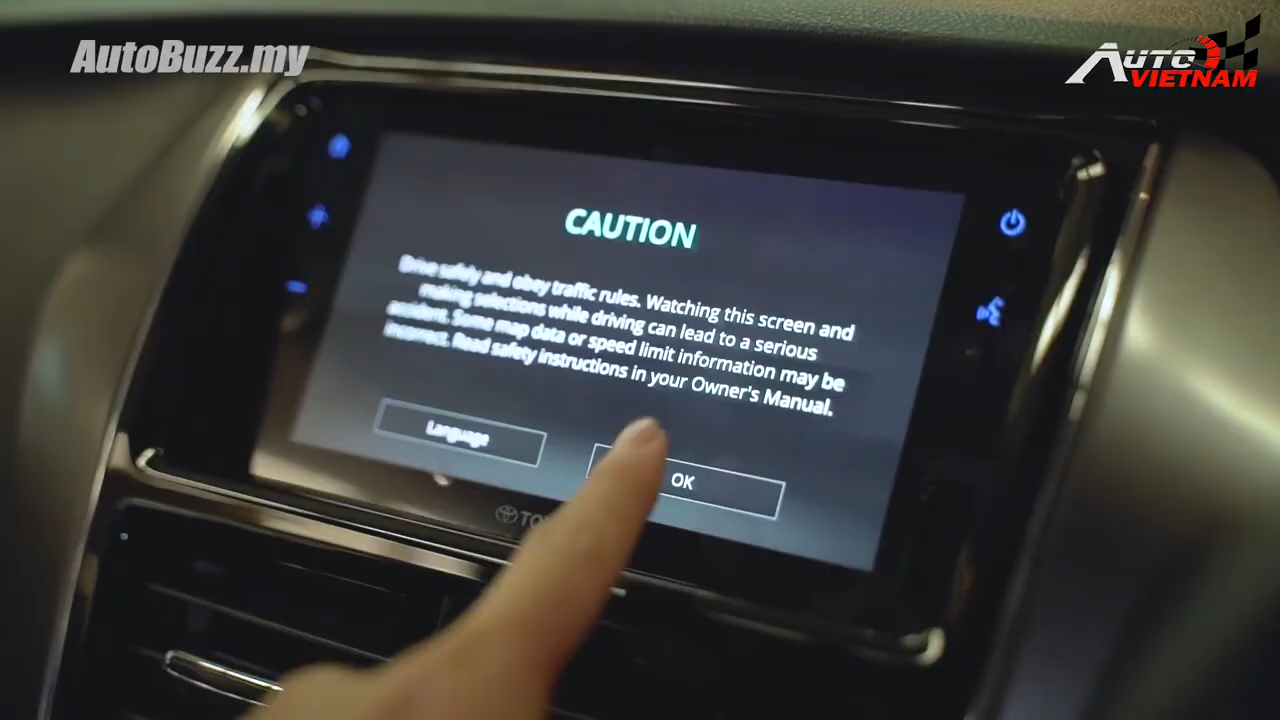 AutoBuzz.my
AUTO
VIETNAM
CAUTION
Drive safely and obey traffic rules. Watching this screen and
making selections while driving can lead to a serious
accident. Some map data or speed limit information may be
incorrect. Read safety instructions in your Owner's Manual.
Language
OK